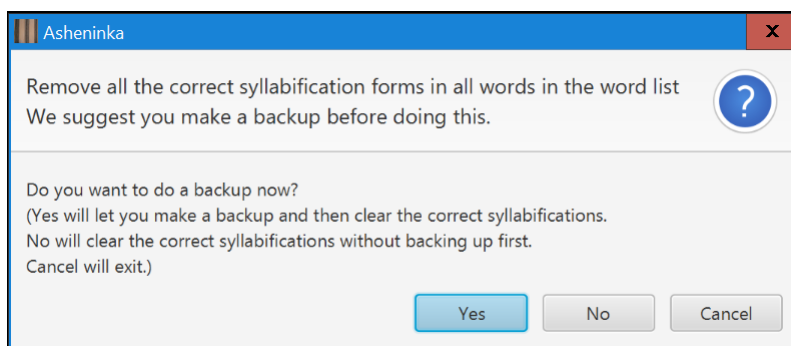 Asheninka
x
Remove all the correct syllabification forms in all words in the word list
We suggest you make a backup before doing this.
?
Do you want to do a backup now?
(Yes will let you make a backup and then clear the correct syllabifications.
No will clear the correct syllabifications without backing up first.
Cancel will exit.)
Yes
No
Cancel